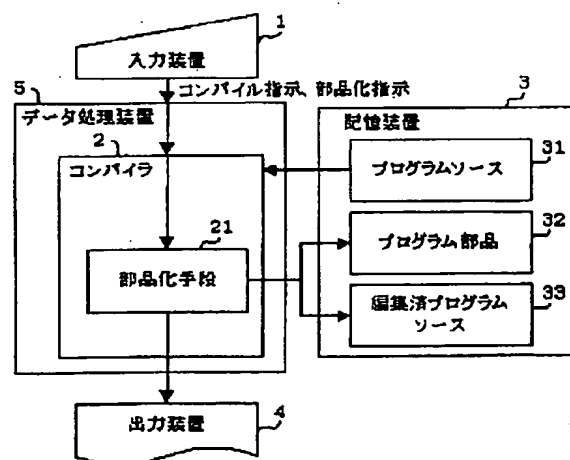 1
入力装置
コンパイル指示、部品化指示
5
データ処理装置
3
記憶装置
2
コンパイラ
31
プログラムソース
21
部品化手段
32
プログラム部品
33
編集済プログラム
ソース
出力装置
4